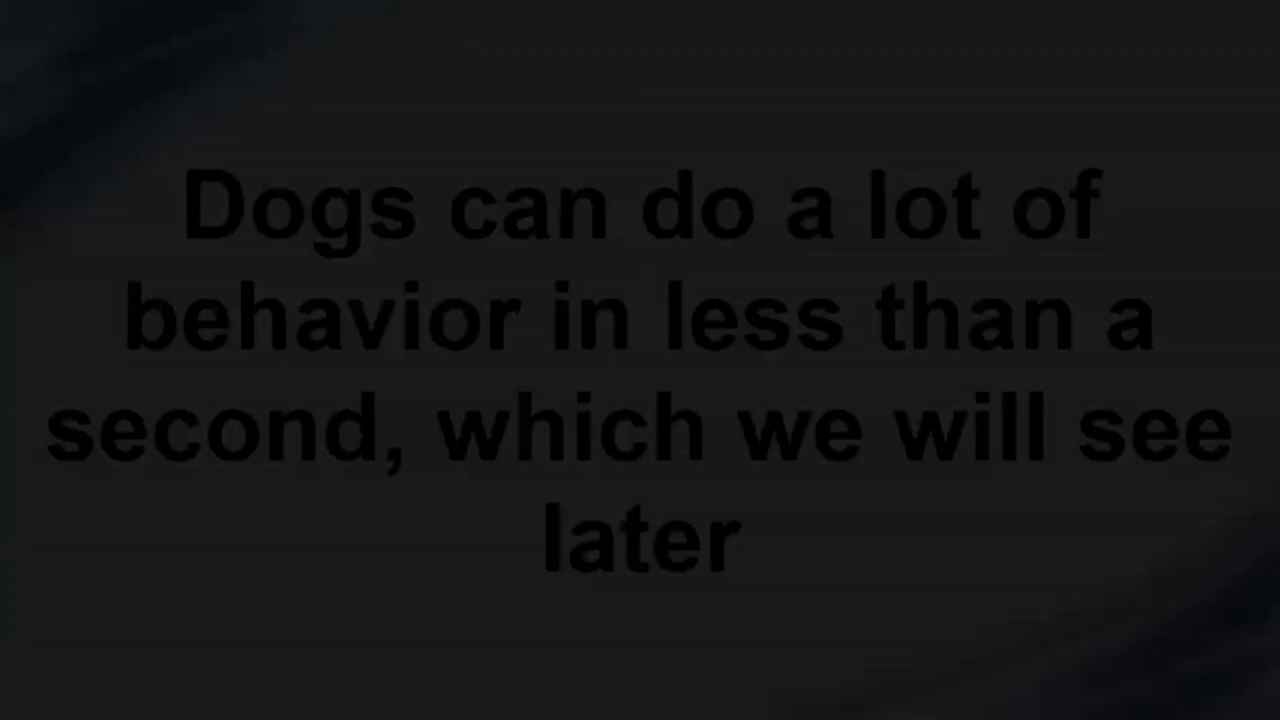 Dogs can do a lot of
behavior in less than a
second, which we will see
later